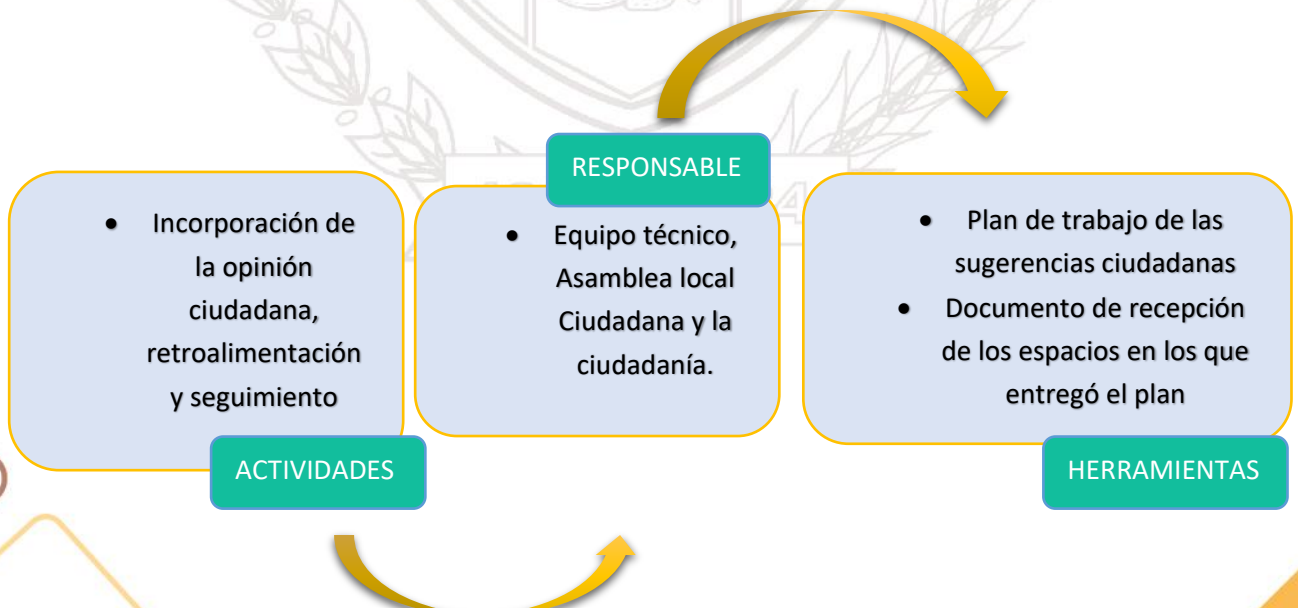 • Incorporación de
la opinión
ciudadana,
retroalimentación
y seguimiento
ACTIVIDADES
RESPONSABLE
• Equipo técnico,
Asamblea local
Ciudadana y la
ciudadanía.
• Plan de trabajo de las
sugerencias ciudadanas
• Documento de recepción
de los espacios en los que
entregó el plan
HERRAMIENTAS